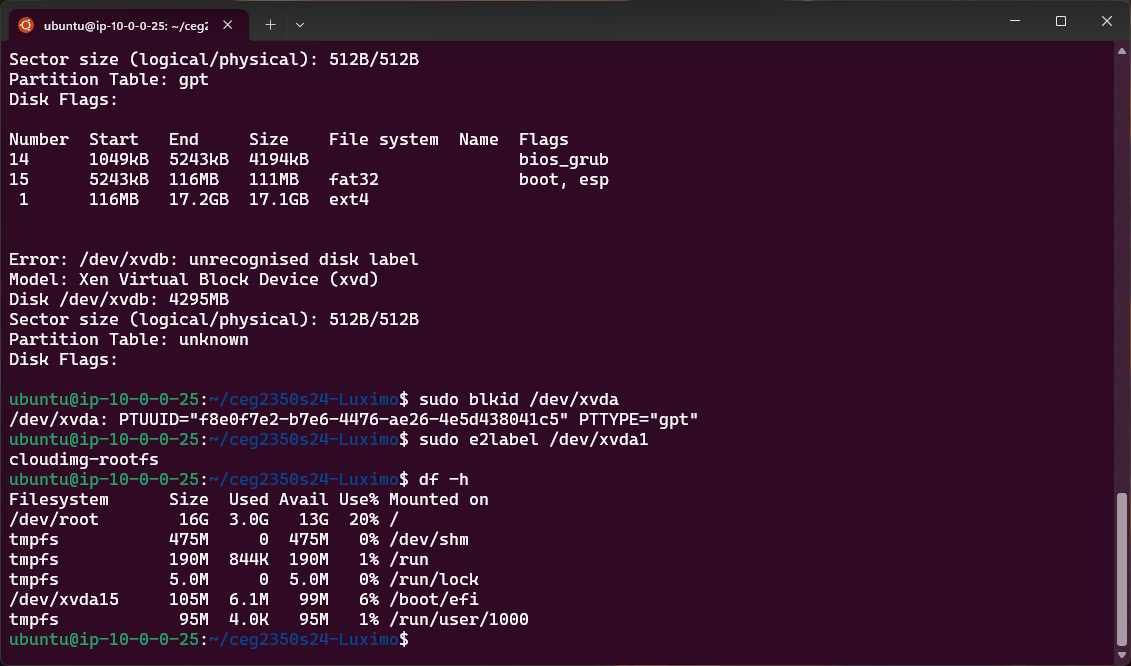 ubuntu@ip-10-0-0-25: ~/ceg2
Sector size (logical/physical): 512B/512B
Partition Table: gpt
Disk Flags:
Number  Start   End     Size    File system  Name  Flags
14      1049kB  5243kB  4194kB                     bios_grub
15      5243kB  116MB   111MB   fat32              boot, esp
 1      116MB   17.2GB  17.1GB  ext4
Error: /dev/xvdb: unrecognised disk label
Model: Xen Virtual Block Device (xvd)
Disk /dev/xvdb: 4295MB
Sector size (logical/physical): 512B/512B
Partition Table: unknown
Disk Flags:
ubuntu@ip-10-0-0-25:~/ceg2350s24-Luximo$ sudo blkid /dev/xvda
/dev/xvda: PTUUID="f8e0f7e2-b7e6-4476-ae26-4e5d438041c5" PTTYPE="gpt"
ubuntu@ip-10-0-0-25:~/ceg2350s24-Luximo$ sudo e2label /dev/xvda1
cloudimg-rootfs
ubuntu@ip-10-0-0-25:~/ceg2350s24-Luximo$ df -h
Filesystem      Size  Used Avail Use% Mounted on
/dev/root        16G  3.0G   13G  20% /
tmpfs           475M     0  475M   0% /dev/shm
tmpfs           190M  844K  190M   1% /run
tmpfs           5.0M     0  5.0M   0% /run/lock
/dev/xvda15     105M  6.1M   99M   6% /boot/efi
tmpfs            95M  4.0K   95M   1% /run/user/1000
ubuntu@ip-10-0-0-25:~/ceg2350s24-Luximo$